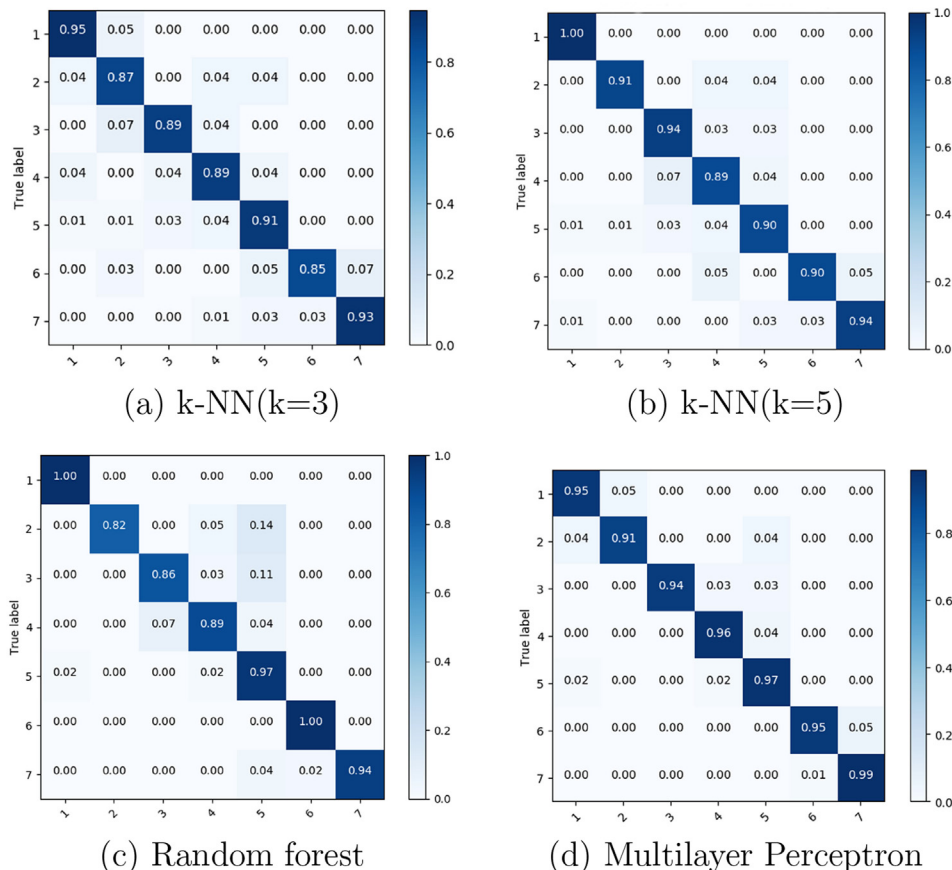 1 0.95 0.05 0.00 0.00 0.00 0.00 0.00
2 0.04 0.87 0.00 0.04 0.04 0.00 0.00
3 0.00 0.07 0.89 0.04 0.00 0.00 0.00
4 0.04 0.00 0.04 0.89 0.04 0.00 0.00
5 0.01 0.01 0.03 0.04 0.91 0.00 0.00
6 0.00 0.03 0.00 0.00 0.05 0.85 0.07
7 0.00 0.00 0.00 0.01 0.03 0.03 0.93
True label
1 2 3 4 5 6 7
0.8
0.6
0.4
0.2
0.0
(a) k-NN(k=3)
1 1.00 0.00 0.00 0.00 0.00 0.00 0.00
2 0.00 0.91 0.00 0.04 0.04 0.00 0.00
3 0.00 0.00 0.94 0.03 0.03 0.00 0.00
4 0.00 0.00 0.07 0.89 0.04 0.00 0.00
5 0.01 0.01 0.03 0.04 0.90 0.00 0.00
6 0.00 0.00 0.00 0.05 0.00 0.90 0.05
7 0.01 0.00 0.00 0.00 0.03 0.03 0.94
True label
1 2 3 4 5 6 7
1.0
0.8
0.6
0.4
0.2
0.0
(b) k-NN(k=5)
1 1.00 0.00 0.00 0.00 0.00 0.00 0.00
2 0.00 0.82 0.00 0.05 0.14 0.00 0.00
3 0.00 0.00 0.86 0.03 0.11 0.00 0.00
4 0.00 0.00 0.07 0.89 0.04 0.00 0.00
5 0.02 0.00 0.00 0.02 0.97 0.00 0.00
6 0.00 0.00 0.00 0.00 0.00 1.00 0.00
7 0.00 0.00 0.00 0.00 0.04 0.02 0.94
True label
1 2 3 4 5 6 7
1.0
0.8
0.6
0.4
0.2
0.0
(c) Random forest
1 0.95 0.05 0.00 0.00 0.00 0.00 0.00
2 0.04 0.91 0.00 0.00 0.04 0.00 0.00
3 0.00 0.00 0.94 0.03 0.03 0.00 0.00
4 0.00 0.00 0.00 0.96 0.04 0.00 0.00
5 0.02 0.00 0.00 0.02 0.97 0.00 0.00
6 0.00 0.00 0.00 0.00 0.00 0.95 0.05
7 0.00 0.00 0.00 0.00 0.00 0.01 0.99
True label
1 2 3 4 5 6 7
0.8
0.6
0.4
0.2
0.0
(d) Multilayer Perceptron